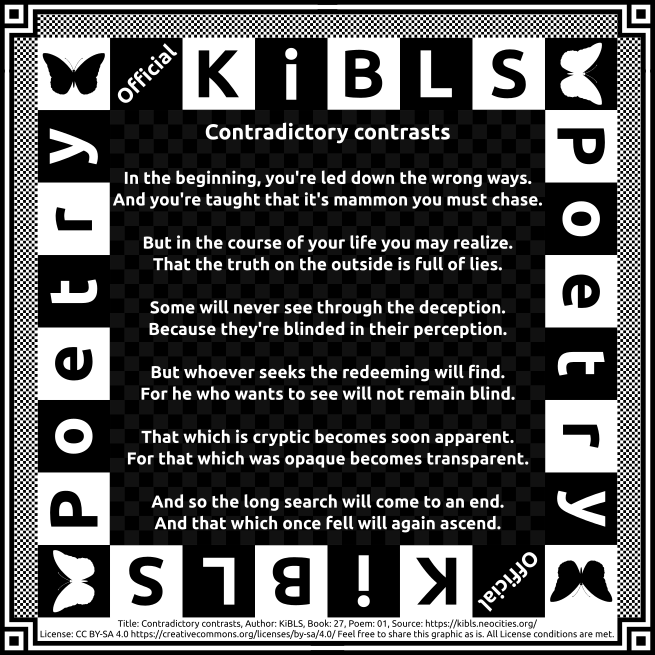 Official KiBLS
Poetry
Poetry
Contradictory contrasts
In the beginning, you're led down the wrong ways.
And you're taught that it's mammon you must chase.
But in the course of your life you may realize.
That the truth on the outside is full of lies.
Some will never see through the deception.
Because they're blinded in their perception.
But whoever seeks the redeeming will find.
For he who wants to see will not remain blind.
That which is cryptic becomes soon apparent.
For that which was opaque becomes transparent.
And so the long search will come to an end.
And that which once fell will again ascend.
Official KiBLS
Title: Contradictory contrasts, Author: KiBLS, Book: 27, Poem: 01, Source: https://kibls.neocities.org/
License: CC BY-SA 4.0 https://creativecommons.org/licenses/by-sa/4.0/ Feel free to share this graphic as is. All License conditions are met.